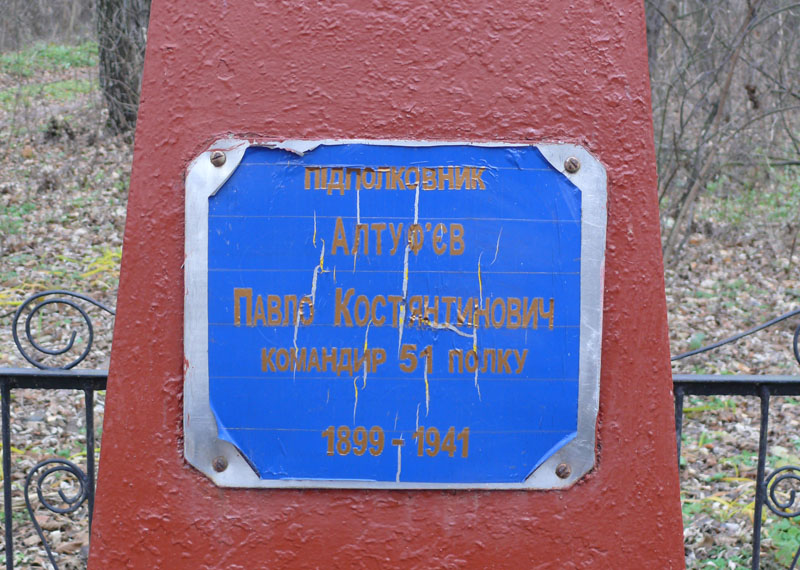 ПІДПОЛКОВНИК
АЛТУФ'ЄВ
ПАВЛО КОСТЯНТИНОВИЧ
КОМАНДИР 51 ПОЛКУ
1899 - 1941